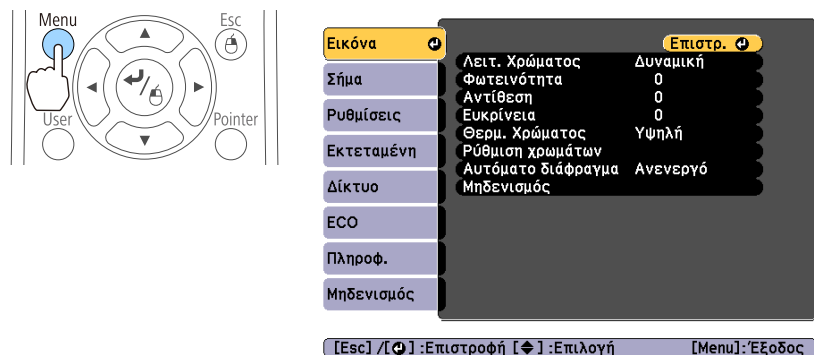 Menu
Esc
User
Pointer
Εικόνα
Σήμα
Ρυθμίσεις
Εκτεταμένη
Δίκτυο
ECO
Πληροφ.
Μηδενισμός
Επιστρ.
Λειτ. Χρώματος Δυναμική
Φωτεινότητα 0
Αντίθεση 0
Ευκρίνεια 0
Θερμ. Χρώματος Υψηλή
Ρύθμιση χρωμάτων
Αυτόματο διάφραγμα Ανενεργό
Μηδενισμός
[Esc] /[⏎] :Επιστροφή [◆] :Επιλογή [Menu]:Έξοδος